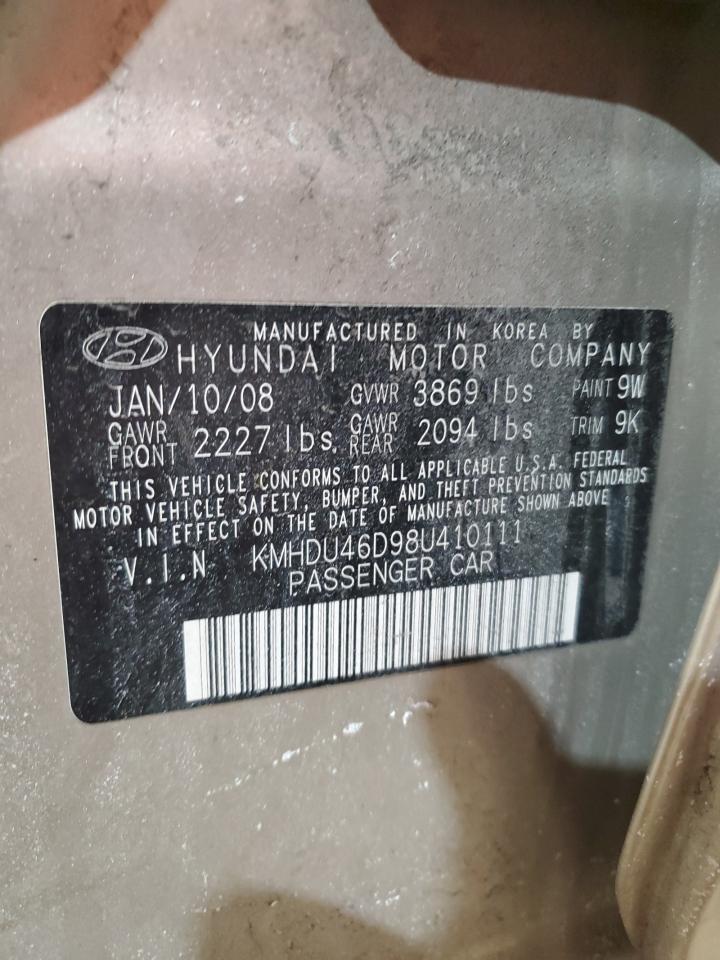 MANUFACTURED IN KOREA BY
HYUNDAI MOTOR COMPANY
JAN/10/08 GVWR 3869 lbs PAINT 9W
GAWR FRONT 2227 lbs. GAWR REAR 2094 lbs TRIM 9K
THIS VEHICLE CONFORMS TO ALL APPLICABLE U.S.A. FEDERAL
MOTOR VEHICLE SAFETY, BUMPER, AND THEFT PREVENTION STANDARDS
IN EFFECT ON THE DATE OF MANUFACTURE SHOWN ABOVE
V.I.N KMHDU46D98U410111
PASSENGER CAR